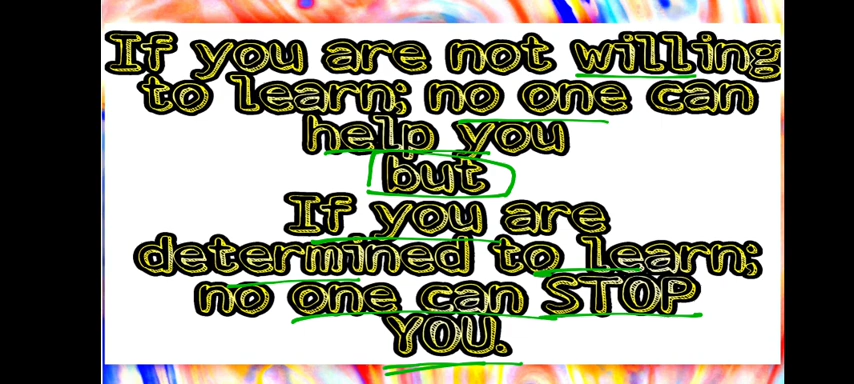 If you are not willing
to learn; no one can
help you
but
If you are
determined to learn;
no one can STOP
YOU.